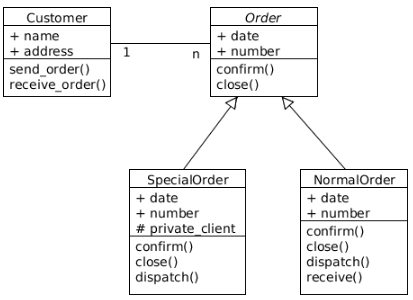 Customer
+ name
+ address
send_order()
receive_order()
1
n
Order
+ date
+ number
confirm()
close()
SpecialOrder
+ date
+ number
# private_client
confirm()
close()
dispatch()
NormalOrder
+ date
+ number
confirm()
close()
dispatch()
receive()